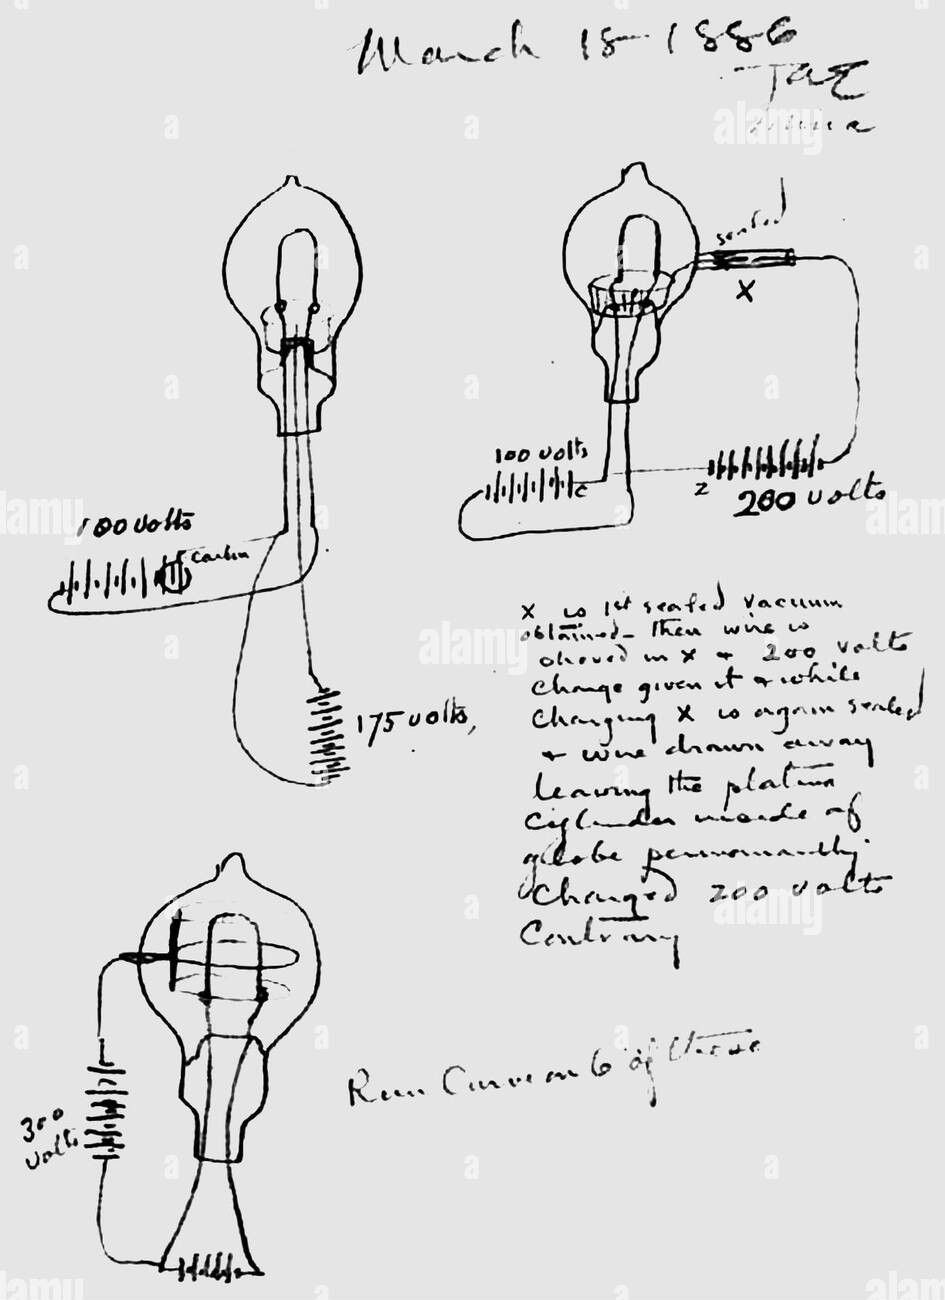 March 18-1886
TAE
100 volts
carbon
175 volts,
sealed
X
100 volts
C
Z
200 volts
X is 1st sealed vacuum
obtained - then wire is
shoved in X & 200 volts
charge given it & while
charging X is again sealed
& wire drawn away
leaving the platina
cylinder inside of
globe permanently
Charged 200 volts
Contrary
300
volts
Run Curve on 6 of these
alamy